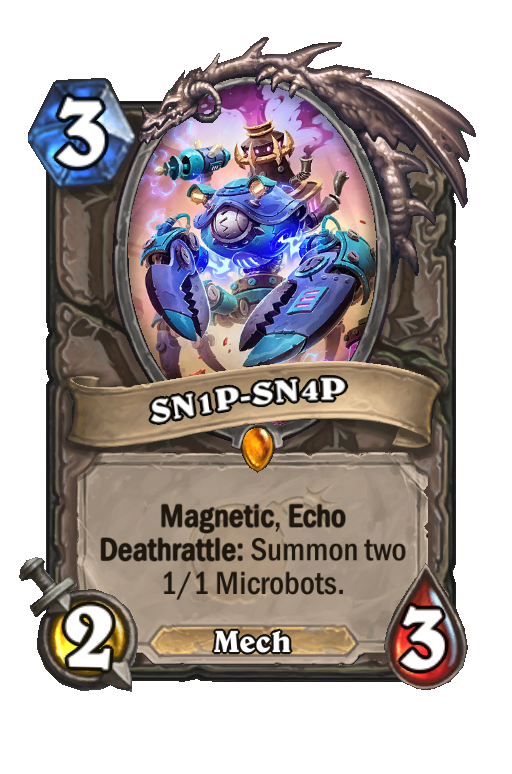 3
SN1P-SN4P
Magnetic, Echo
Deathrattle: Summon two
1/1 Microbots.
2
Mech
3